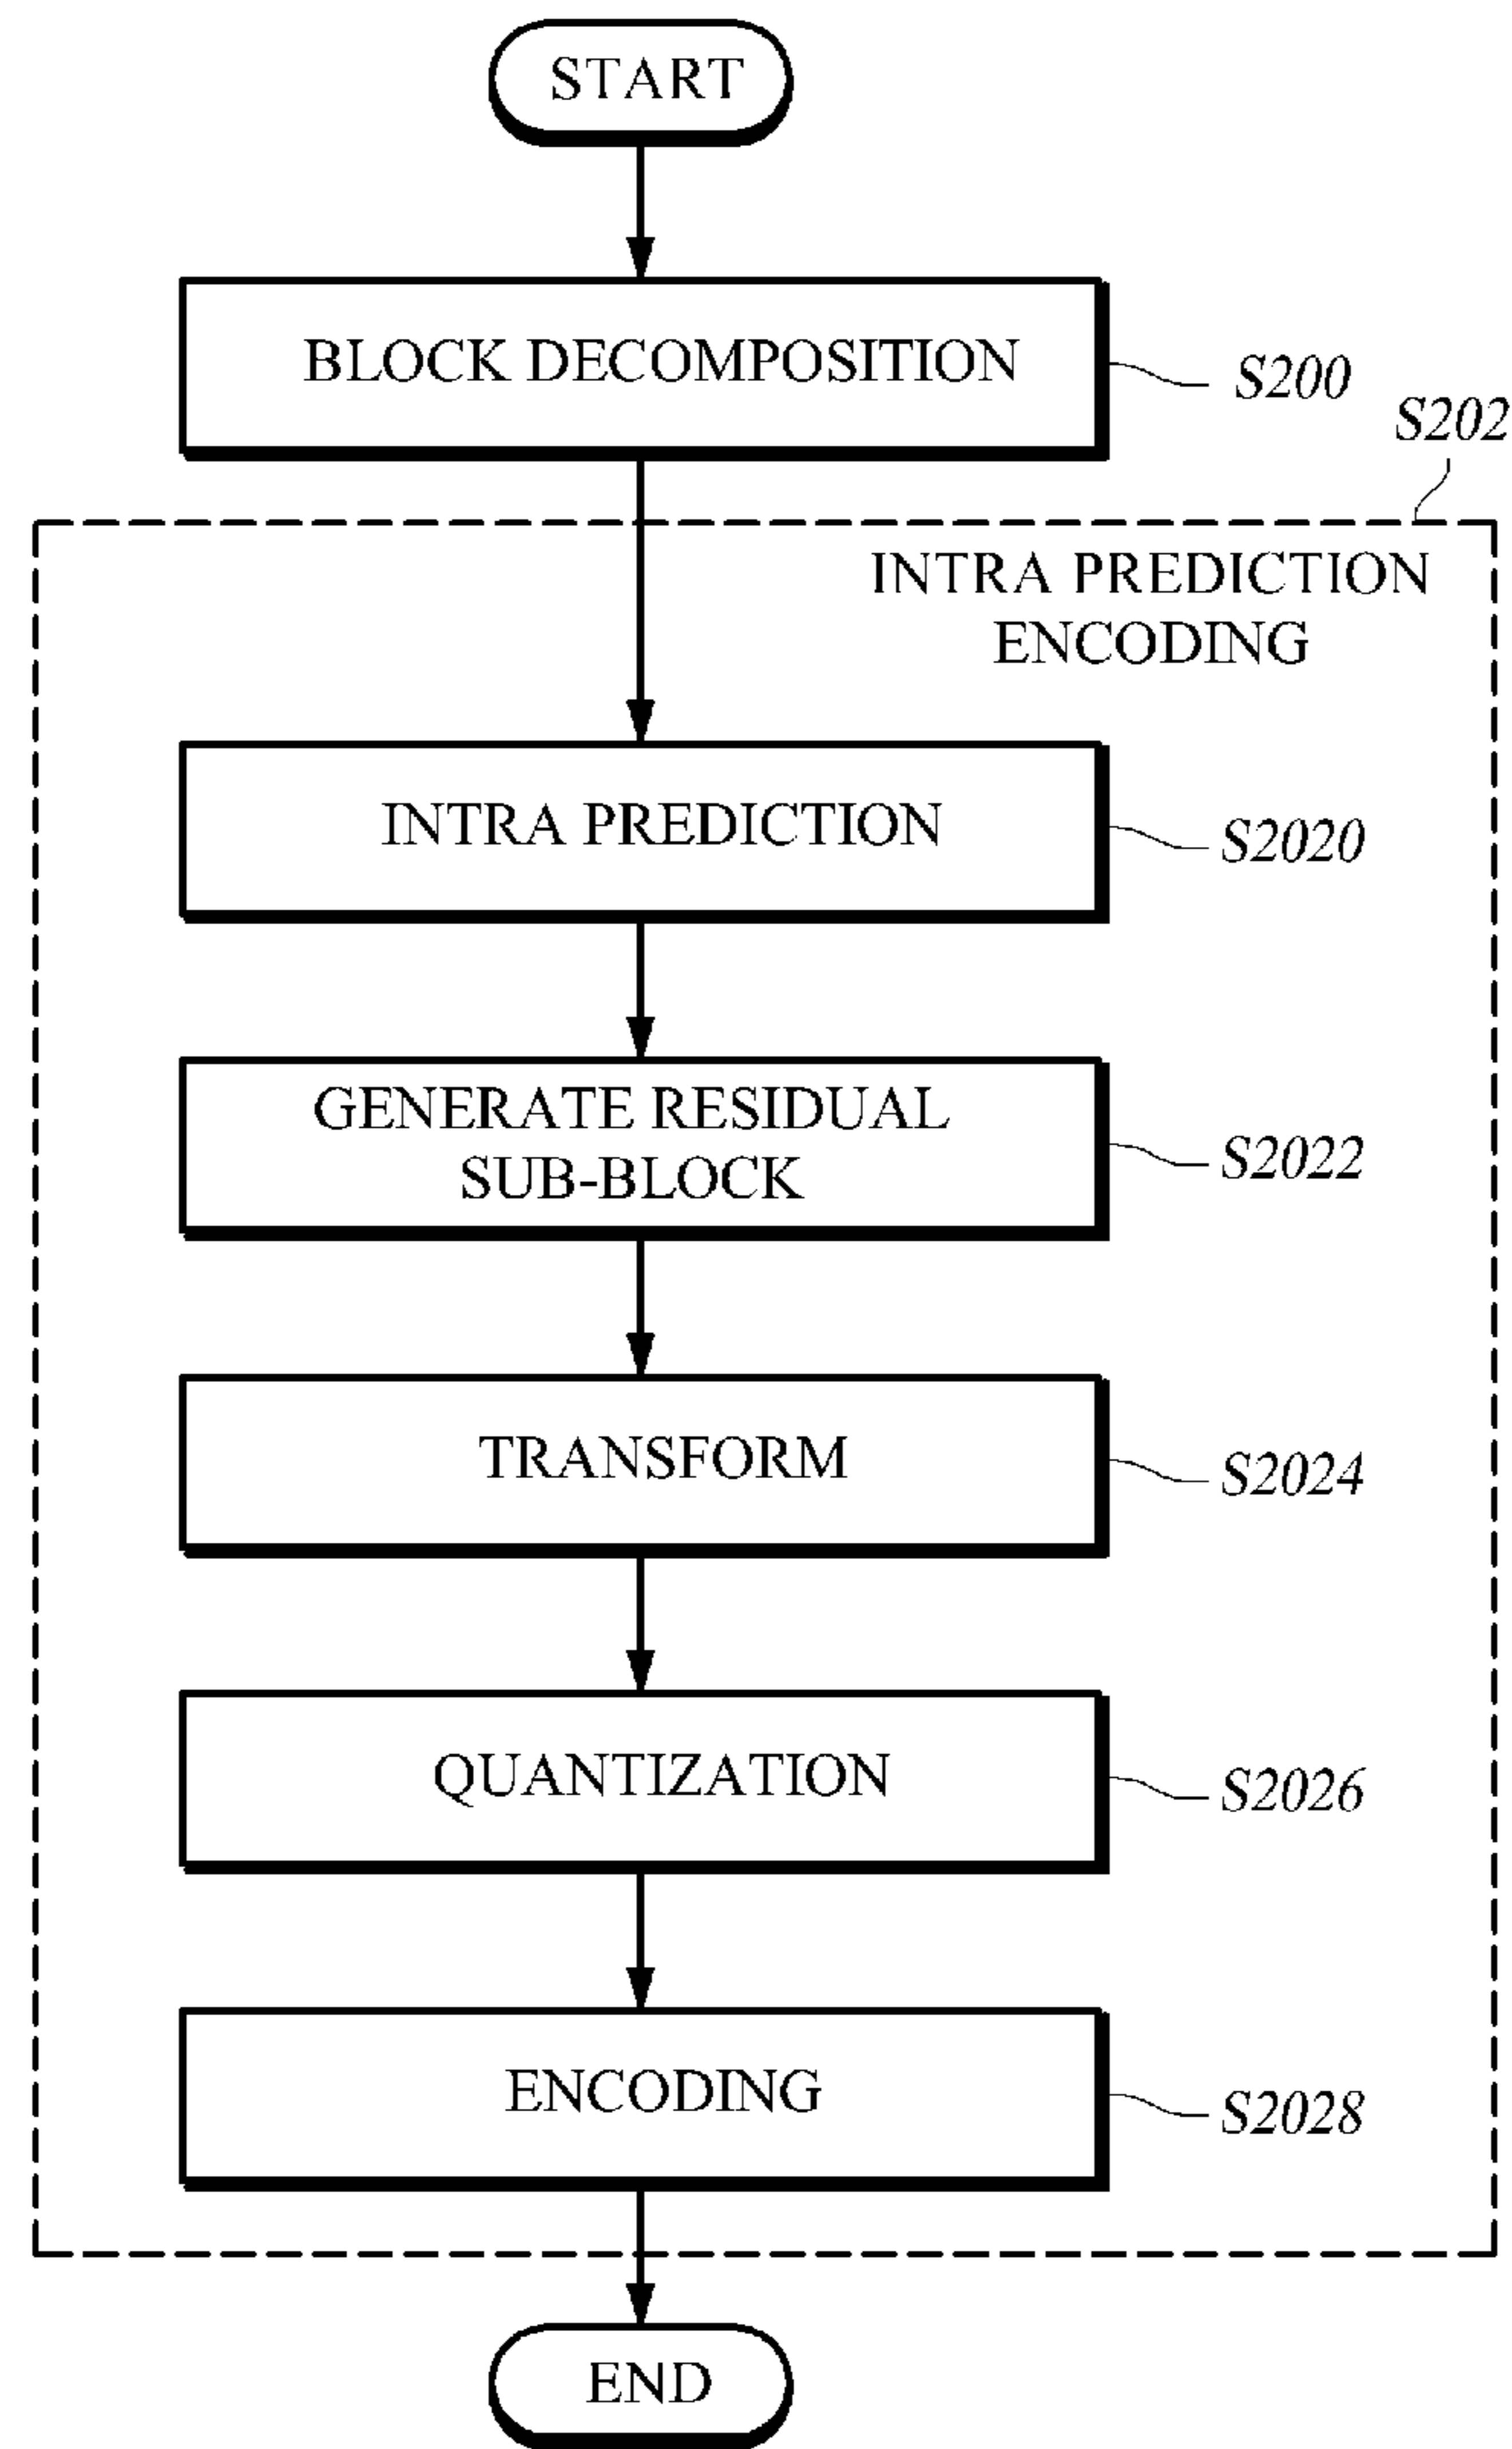 START
BLOCK DECOMPOSITION
S200
S202
INTRA PREDICTION
ENCODING
INTRA PREDICTION
S2020
GENERATE RESIDUAL
SUB-BLOCK
S2022
TRANSFORM
S2024
QUANTIZATION
S2026
ENCODING
S2028
END